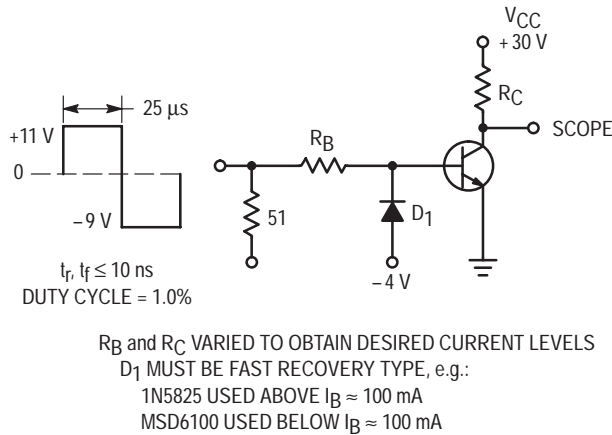 V_CC
+30 V
25 μs
R_C
+11 V
SCOPE
R_B
0
51
D_1
–9 V
–4 V
t_r, t_f ≤ 10 ns
DUTY CYCLE = 1.0%
R_B and R_C VARIED TO OBTAIN DESIRED CURRENT LEVELS
D_1 MUST BE FAST RECOVERY TYPE, e.g.:
1N5825 USED ABOVE I_B ≈ 100 mA
MSD6100 USED BELOW I_B ≈ 100 mA